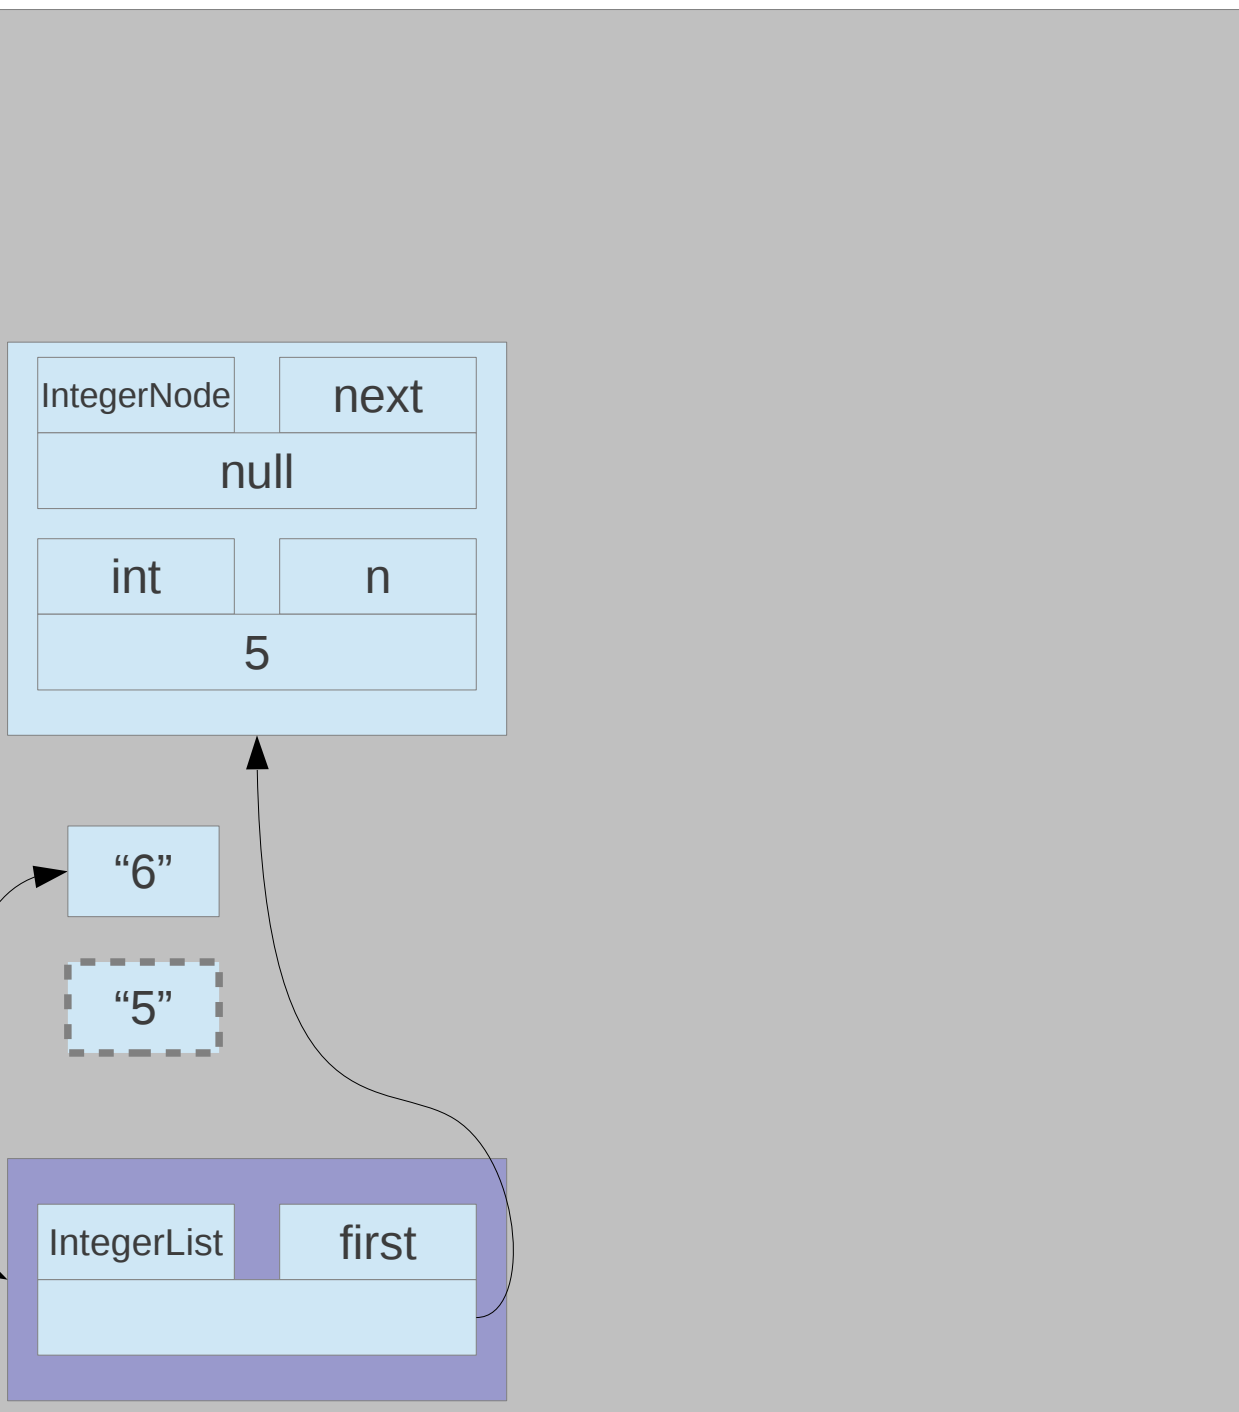 IntegerNode next
null
int n
5
“6”
“5”
IntegerList first